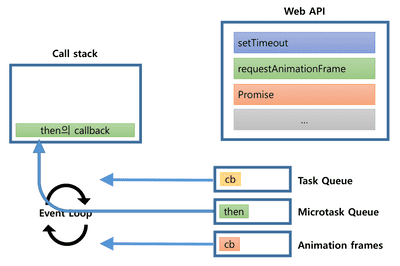 Web API
Call stack
setTimeout
requestAnimationFrame
Promise
...
then의 callback
cb
Task Queue
Event Loop
then
Microtask Queue
cb
Animation frames